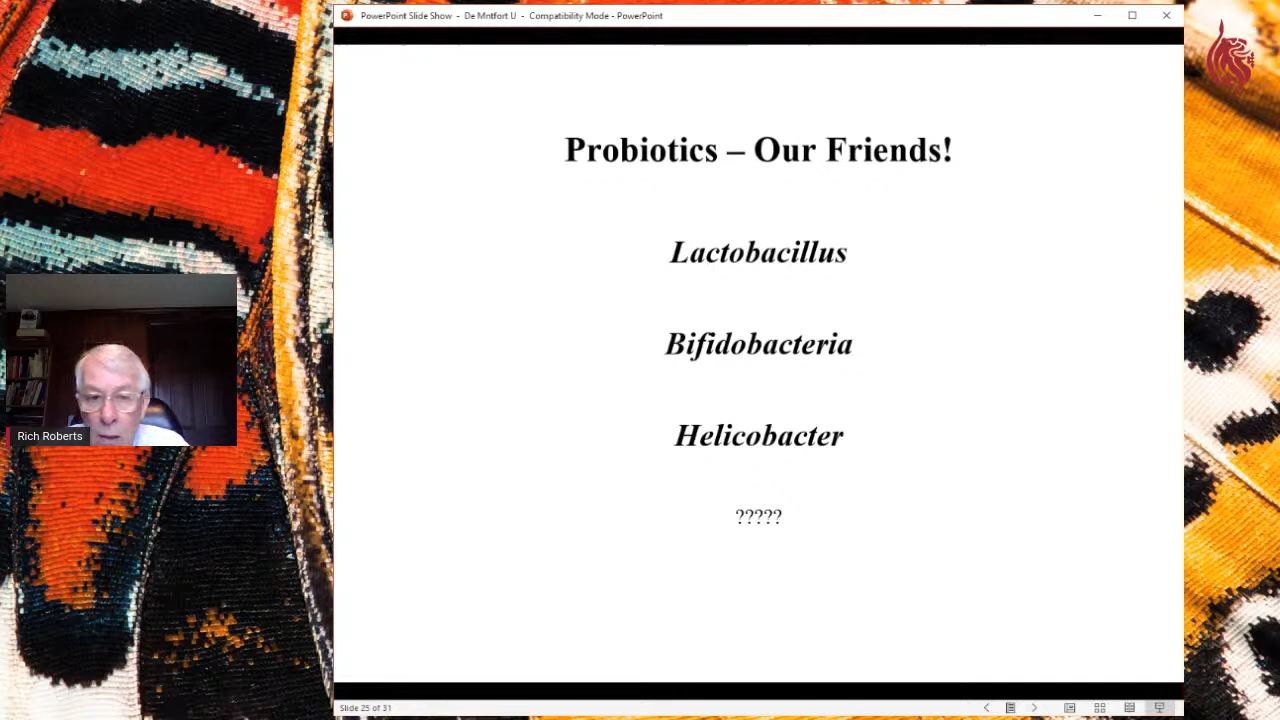 PowerPoint Slide Show - De Mntfort U - Compatibility Mode - PowerPoint
Probiotics – Our Friends!
Lactobacillus
Bifidobacteria
Helicobacter
?????
Rich Roberts
Slide 25 of 31